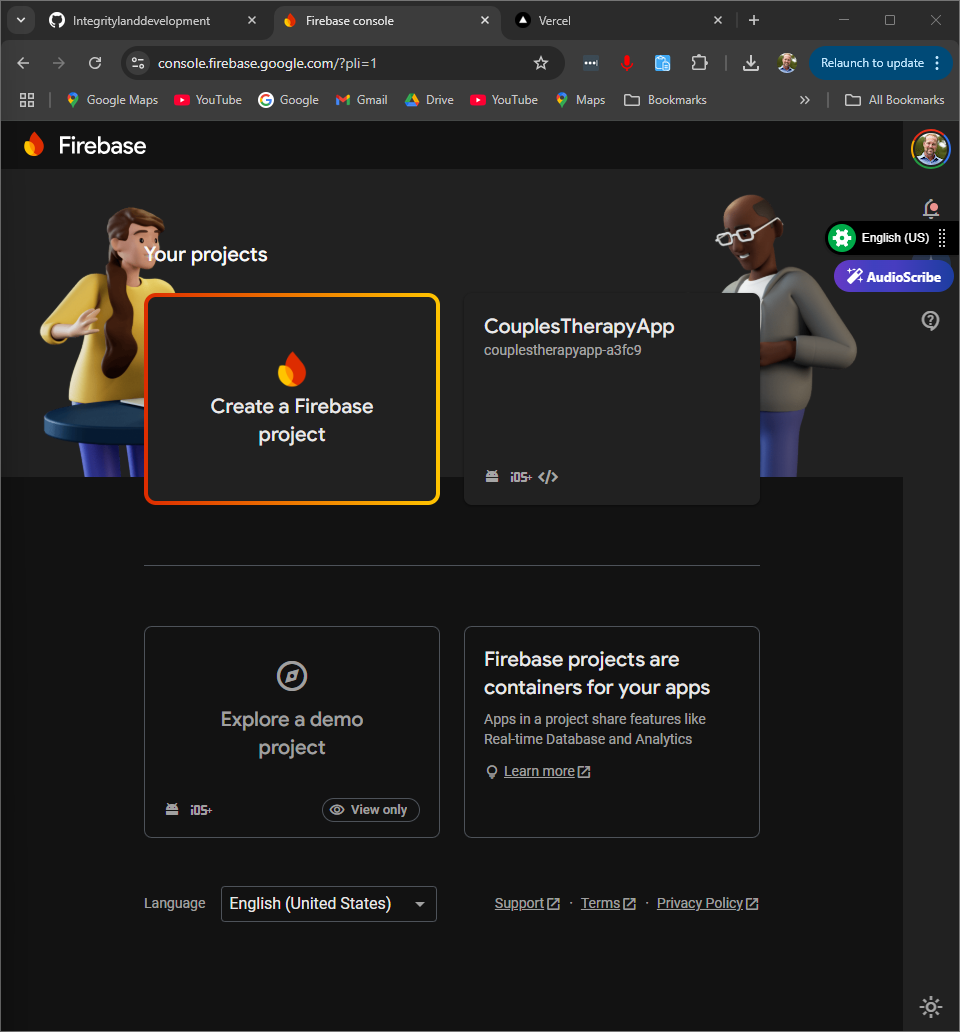 Integritylanddevelopment
Firebase console
Vercel
console.firebase.google.com/?pli=1
Relaunch to update
Google Maps
YouTube
Google
Gmail
Drive
YouTube
Maps
Bookmarks
All Bookmarks
Firebase
Your projects
English (US)
AudioScribe
Create a Firebase
project
CouplesTherapyApp
couplestherapyapp-a3fc9
iOS+
Explore a demo
project
iOS+
View only
Firebase projects are
containers for your apps
Apps in a project share features like
Real-time Database and Analytics
Learn more
Language
English (United States)
Support · Terms · Privacy Policy